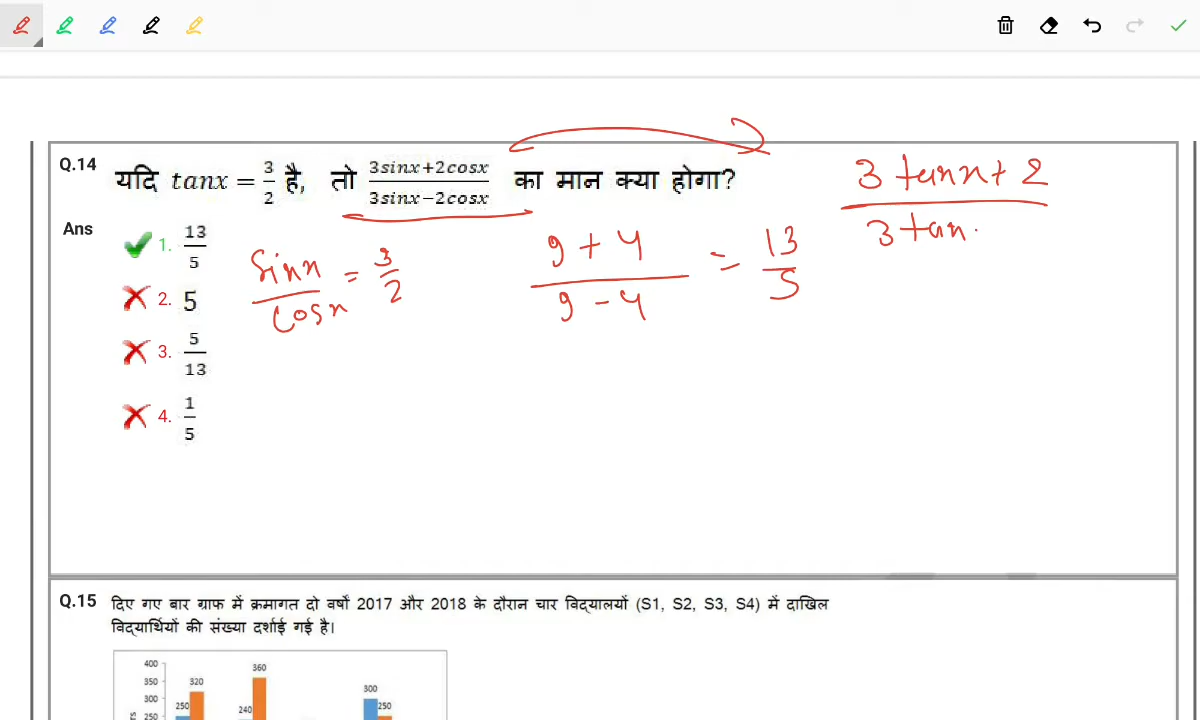 Q.14 यदि tanx = 3/2 है, तो 3sinx+2cosx / 3sinx−2cosx का मान क्या होगा?
3 tanx + 2 / 3 tan
Ans
1. 13/5
2. 5
3. 5/13
4. 1/5
sinx / cosx = 3/2
9 + 4 / 9 - 4 = 13/5
Q.15 दिए गए बार ग्राफ में क्रमागत दो वर्षों 2017 और 2018 के दौरान चार विद्यालयों (S1, S2, S3, S4) में दाखिल
विद्यार्थियों की संख्या दर्शाई गई है।
400
350
300
250
250 320
240 360
300 250